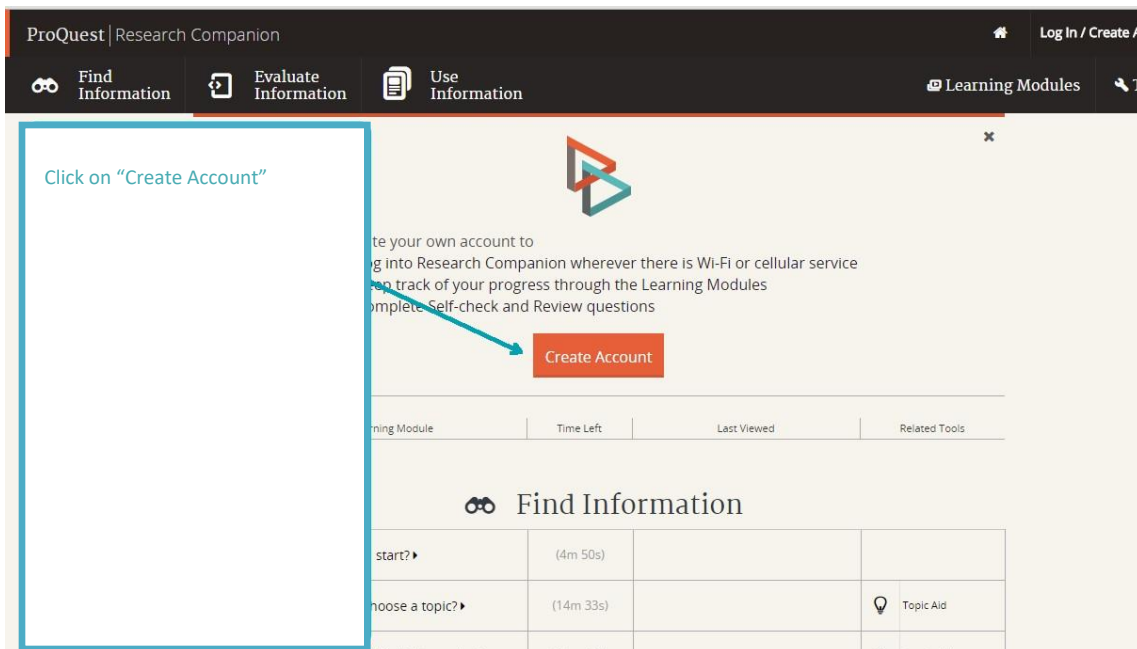 ProQuest | Research Companion
Log In / Create A
Find
Information
Evaluate
Information
Use
Information
Learning Modules
T
Click on “Create Account”
te your own account to
g into Research Companion wherever there is Wi-Fi or cellular service
ep track of your progress through the Learning Modules
omplete Self-check and Review questions
Create Account
rning Module
Time Left
Last Viewed
Related Tools
Find Information
start?
(4m 50s)
hoose a topic?
(14m 33s)
Topic Aid